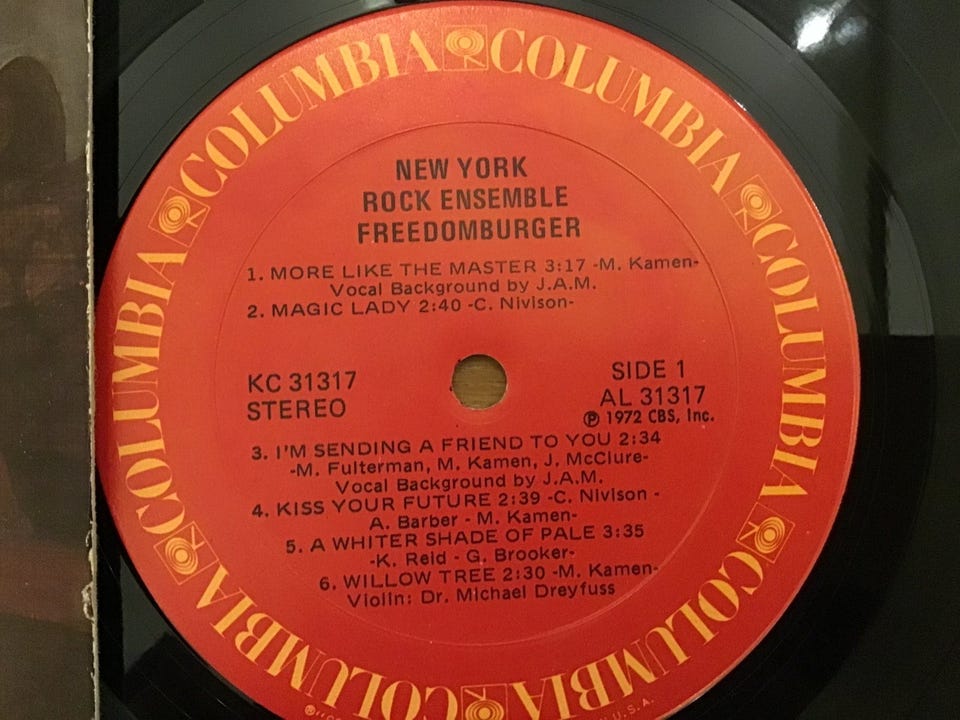 COLUMBIA COLUMBIA COLUMBIA COLUMBIA COLUMBIA COLUMBIA COLUMBIA COLUMBIA
NEW YORK
ROCK ENSEMBLE
FREEDOMBURGER
1. MORE LIKE THE MASTER 3:17 -M. Kamen-
Vocal Background by J.A.M.
2. MAGIC LADY 2:40 -C. Nivison-
KC 31317
STEREO
SIDE 1
AL 31317
℗ 1972 CBS, Inc.
3. I'M SENDING A FRIEND TO YOU 2:34
-M. Fulterman, M. Kamen, J. McClure-
Vocal Background by J.A.M.
4. KISS YOUR FUTURE 2:39 -C. Nivison -
A. Barber - M. Kamen-
5. A WHITER SHADE OF PALE 3:35
-K. Reid - G. Brooker-
6. WILLOW TREE 2:30 -M. Kamen-
Violin: Dr. Michael Dreyfuss
U.S.A.